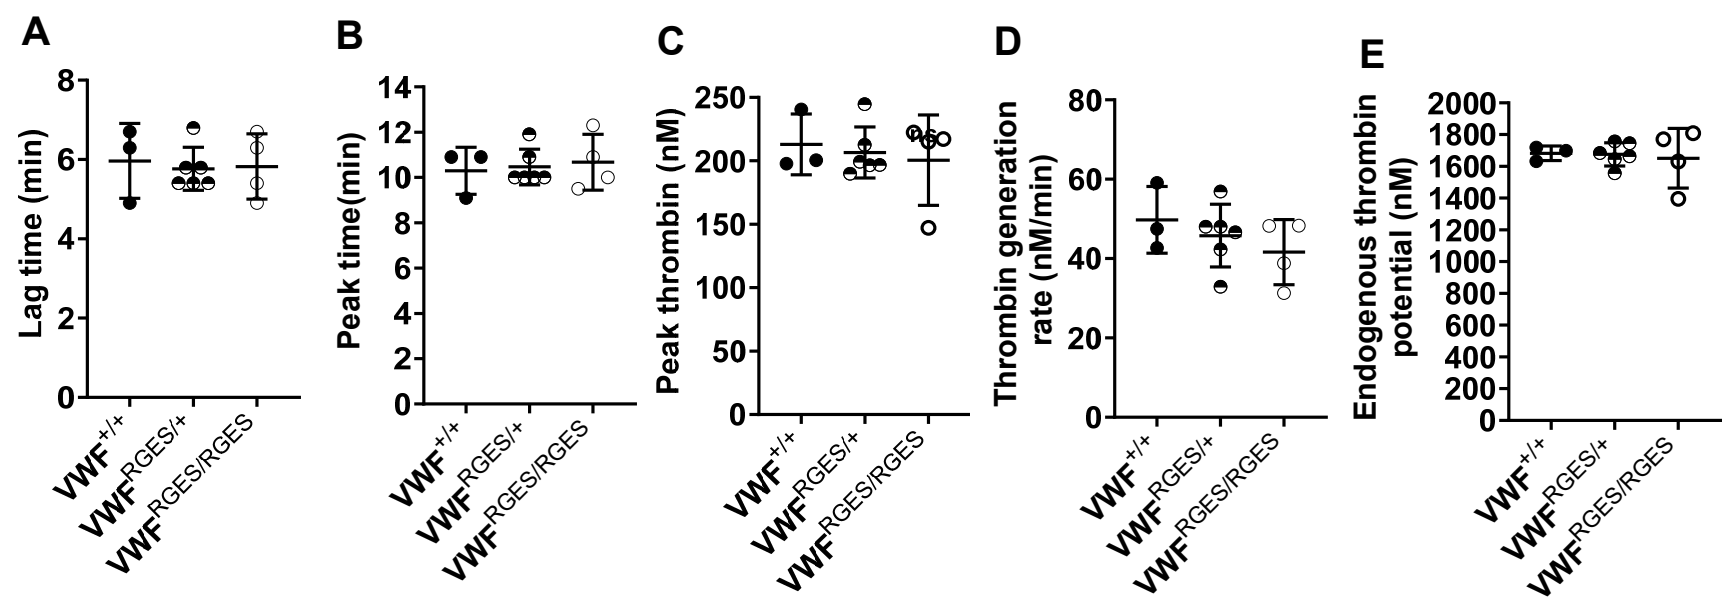 A
Lag time (min)
8
6
4
2
0
VWF+/+
VWFRGES/+
VWFRGES/RGES
B
Peak time(min)
14
12
10
8
6
4
2
0
VWF+/+
VWFRGES/+
VWFRGES/RGES
C
Peak thrombin (nM)
250
200
150
100
50
0
ns
VWF+/+
VWFRGES/+
VWFRGES/RGES
D
Thrombin generation
rate (nM/min)
80
60
40
20
0
VWF+/+
VWFRGES/+
VWFRGES/RGES
E
Endogenous thrombin
potential (nM)
2000
1800
1600
1400
1200
1000
800
600
400
200
0
VWF+/+
VWFRGES/+
VWFRGES/RGES